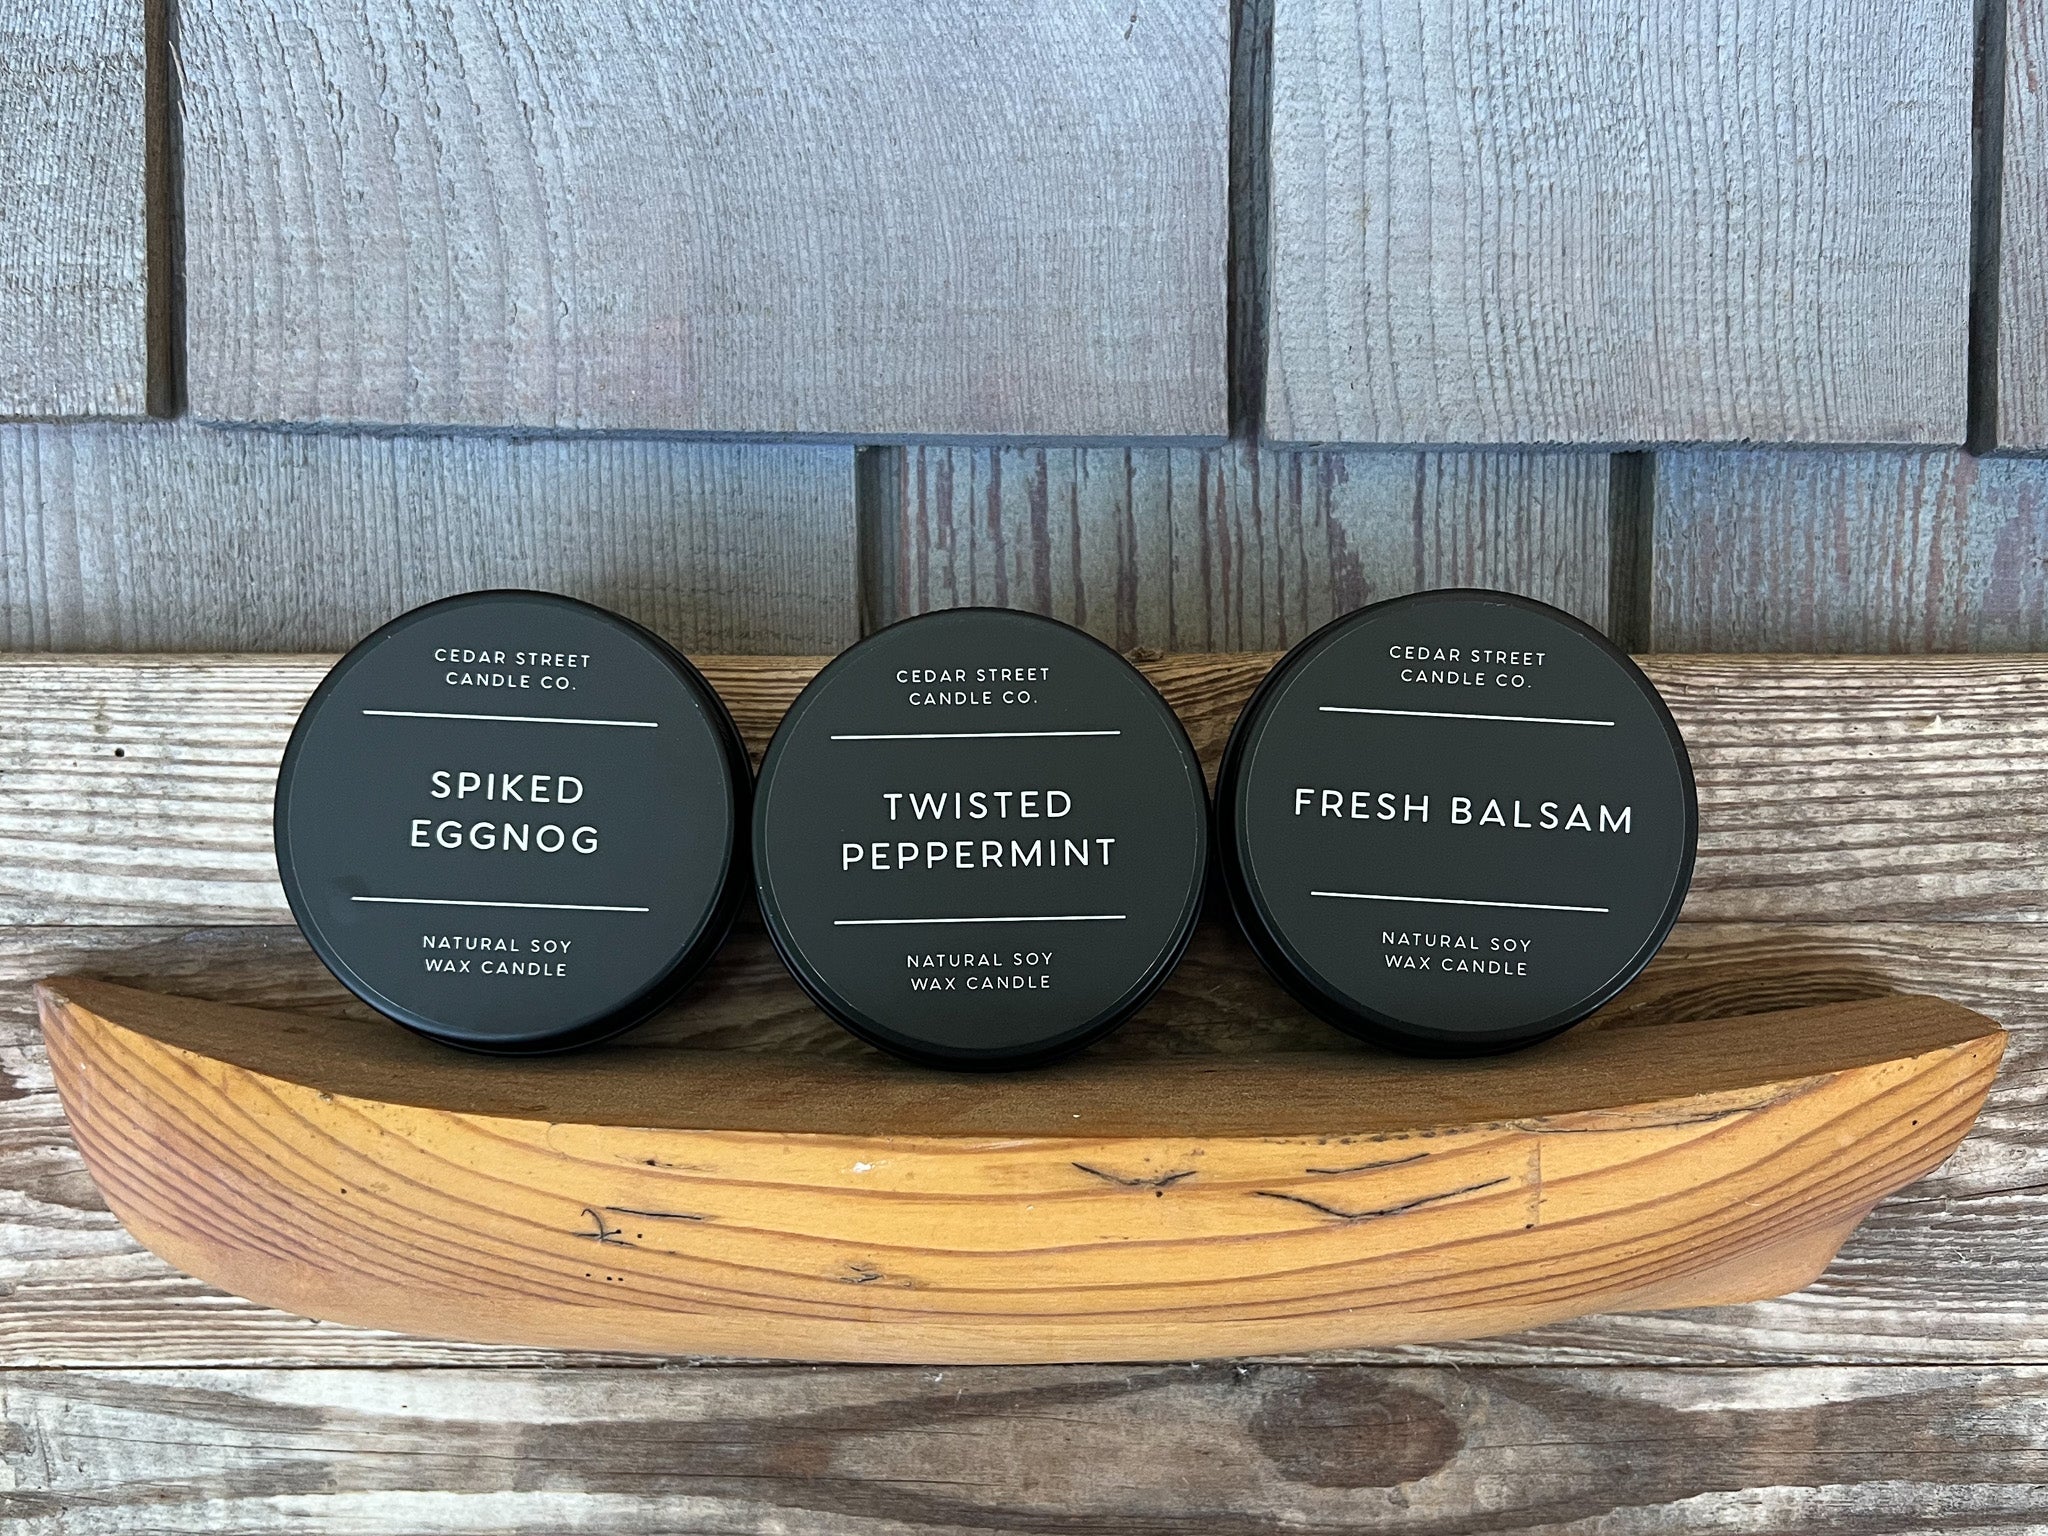 CEDAR STREET
CANDLE CO.
SPIKED
EGGNOG
NATURAL SOY
WAX CANDLE
CEDAR STREET
CANDLE CO.
TWISTED
PEPPERMINT
NATURAL SOY
WAX CANDLE
CEDAR STREET
CANDLE CO.
FRESH BALSAM
NATURAL SOY
WAX CANDLE